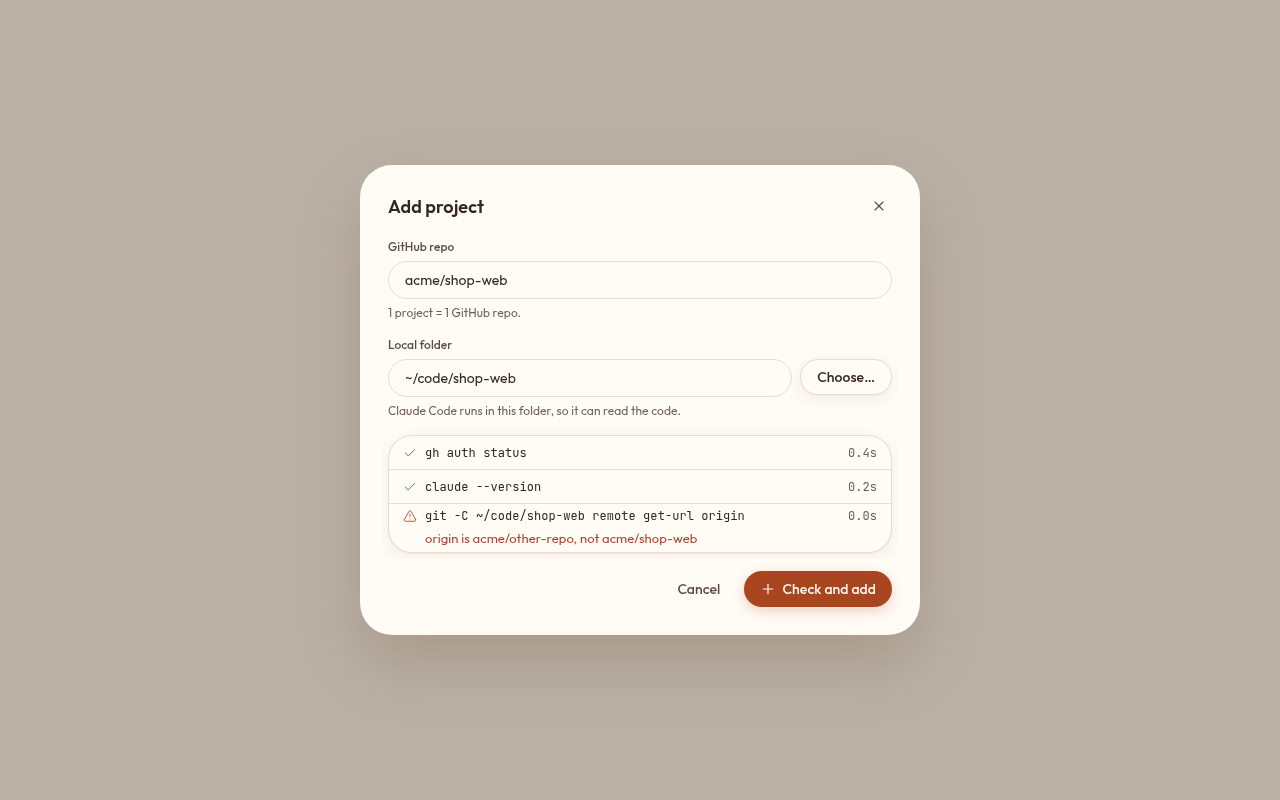 Add project
GitHub repo
acme/shop-web
1 project = 1 GitHub repo.
Local folder
~/code/shop-web
Choose…
Claude Code runs in this folder, so it can read the code.
gh auth status 0.4s
claude --version 0.2s
git -C ~/code/shop-web remote get-url origin 0.0s
origin is acme/other-repo, not acme/shop-web
Cancel
Check and add